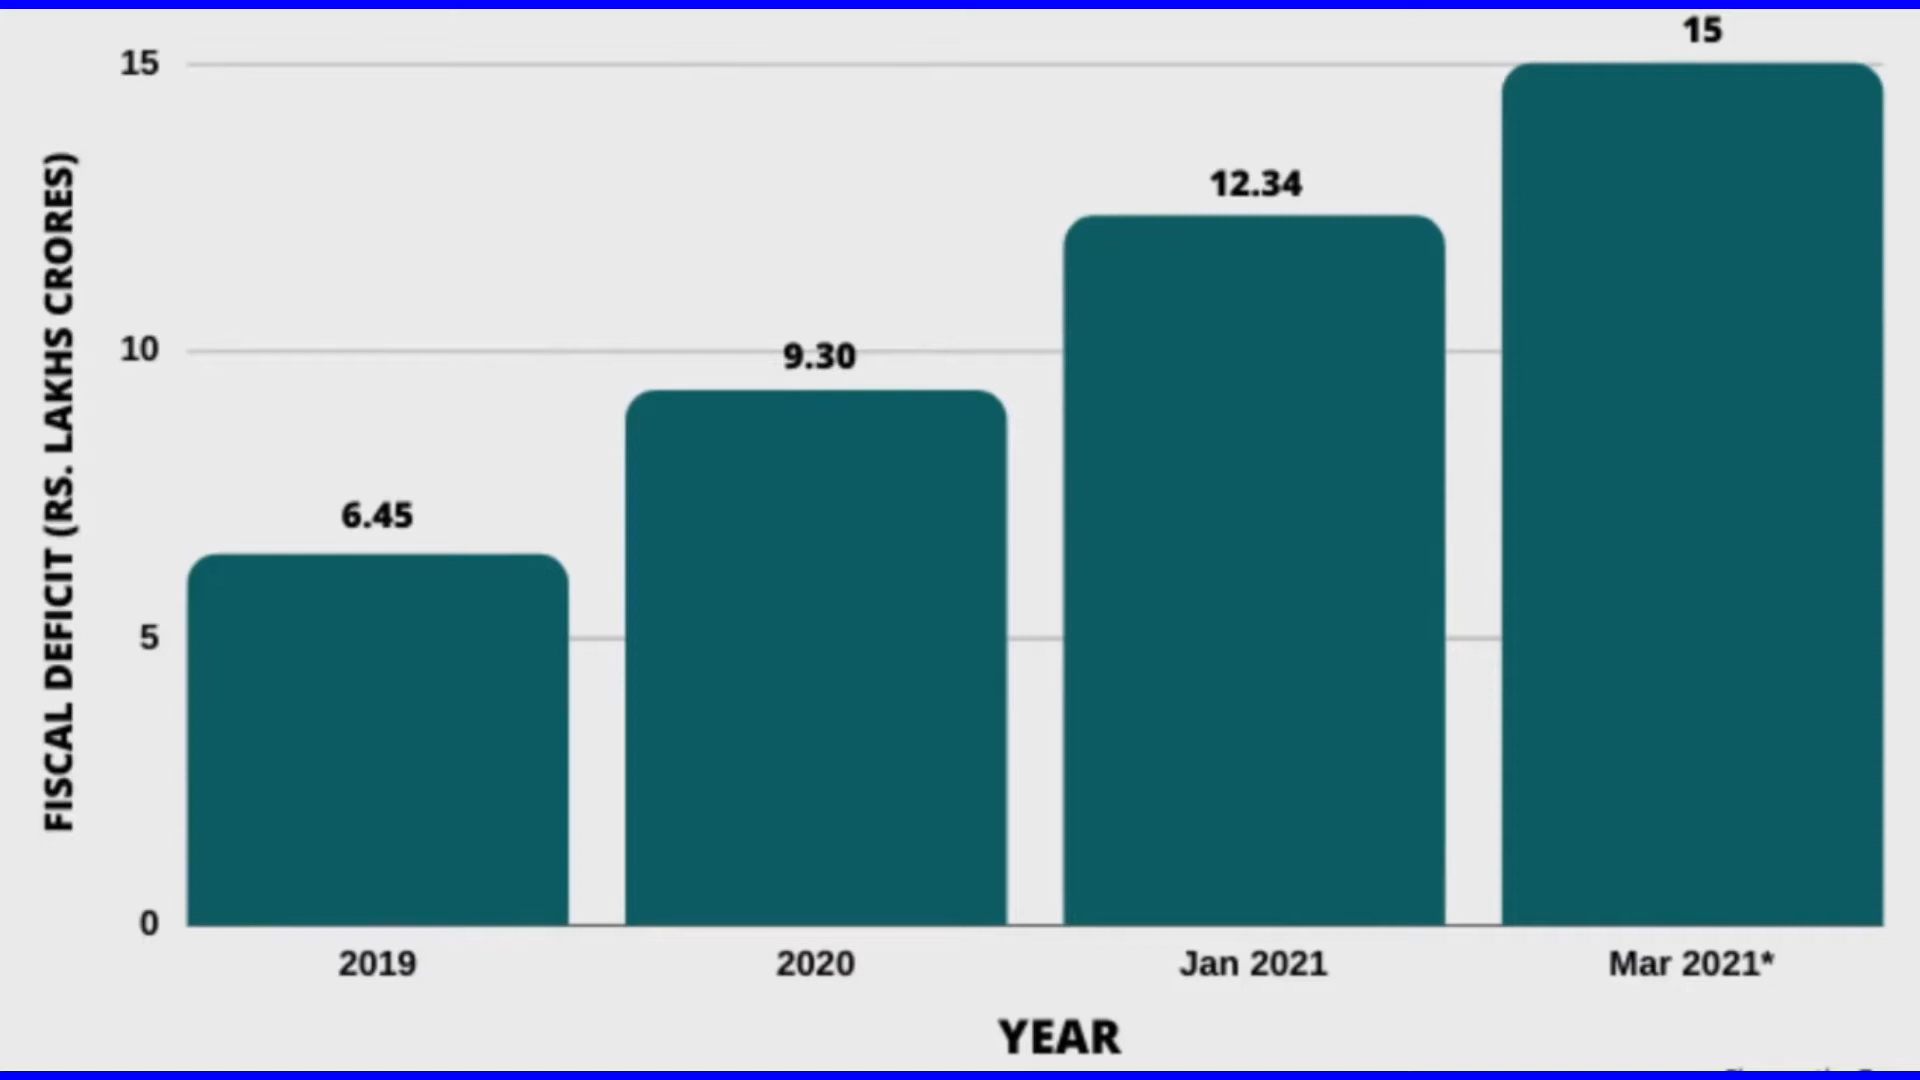 15
15
12.34
10
9.30
6.45
5
0
FISCAL DEFICIT (RS. LAKHS CRORES)
2019
2020
Jan 2021
Mar 2021*
YEAR